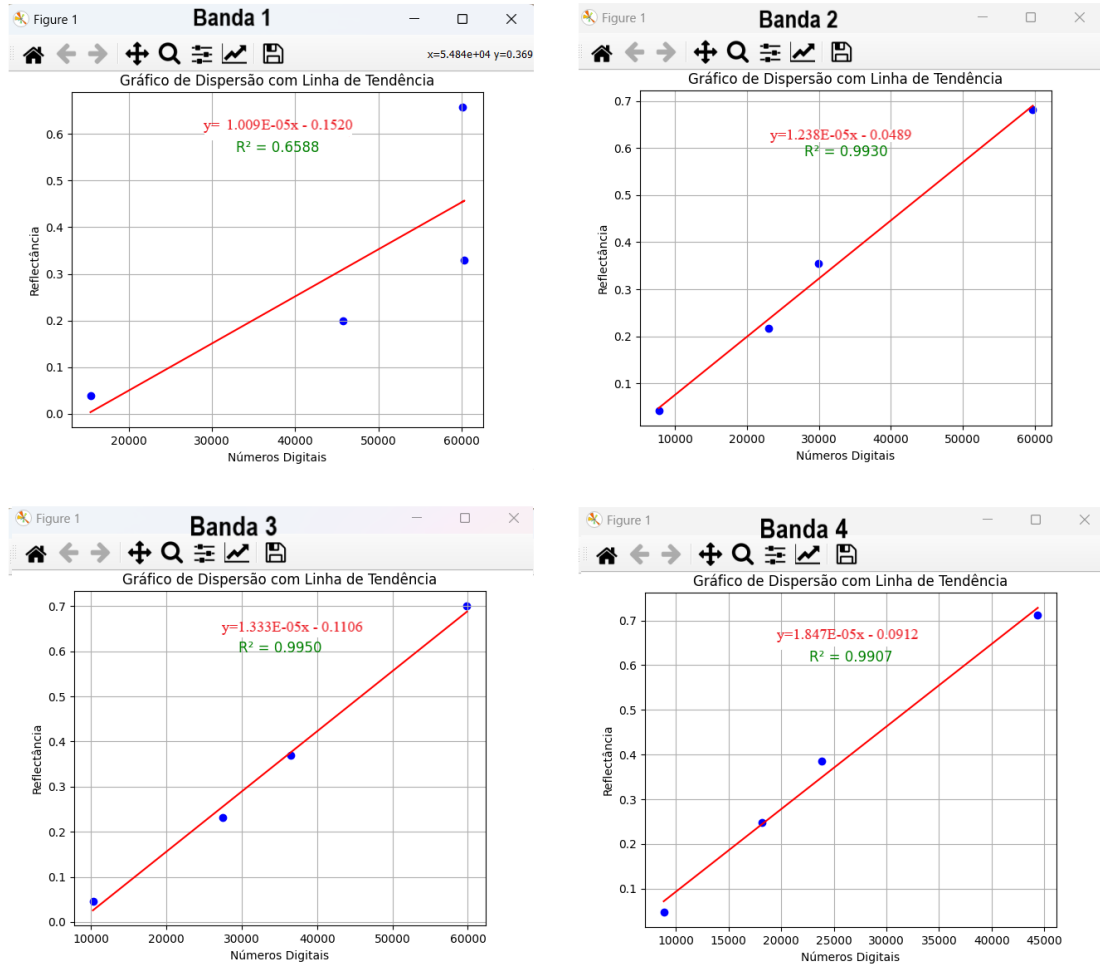 Figure 1
Banda 1
x=5.484e+04 y=0.369
Gráfico de Dispersão com Linha de Tendência
y= 1.009E-05x - 0.1520
R² = 0.6588
0.6
0.5
0.4
0.3
0.2
0.1
0.0
Reflectância
20000 30000 40000 50000 60000
Números Digitais
Figure 1
Banda 2
Gráfico de Dispersão com Linha de Tendência
y=1.238E-05x - 0.0489
R² = 0.9930
0.7
0.6
0.5
0.4
0.3
0.2
0.1
Reflectância
10000 20000 30000 40000 50000 60000
Números Digitais
Figure 1
Banda 3
Gráfico de Dispersão com Linha de Tendência
y=1.333E-05x - 0.1106
R² = 0.9950
0.7
0.6
0.5
0.4
0.3
0.2
0.1
0.0
Reflectância
10000 20000 30000 40000 50000 60000
Números Digitais
Figure 1
Banda 4
Gráfico de Dispersão com Linha de Tendência
y=1.847E-05x - 0.0912
R² = 0.9907
0.7
0.6
0.5
0.4
0.3
0.2
0.1
Reflectância
10000 15000 20000 25000 30000 35000 40000 45000
Números Digitais